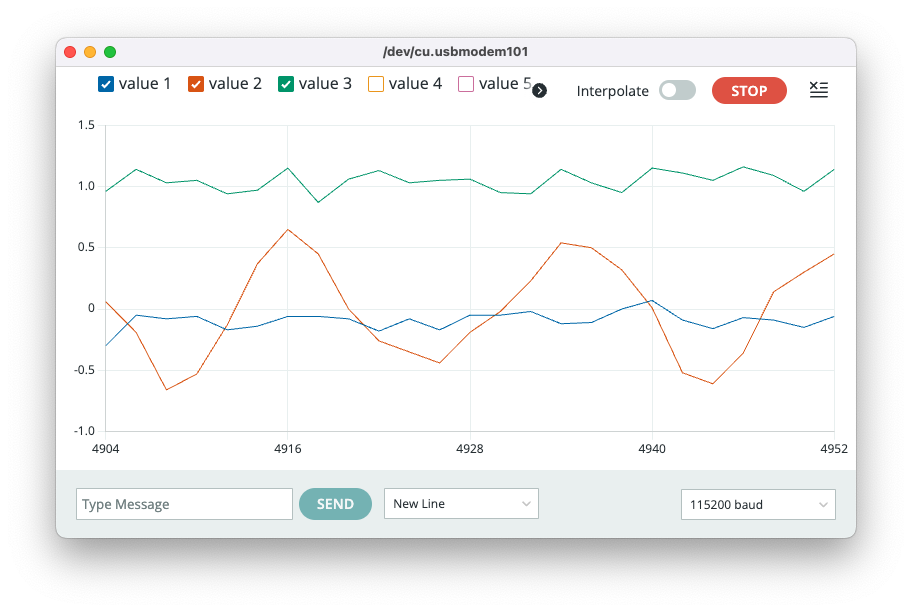 /dev/cu.usbmodem101
value 1 value 2 value 3 value 4 value 5 Interpolate STOP
1.5
1.0
0.5
0
-0.5
-1.0
4904 4916 4928 4940 4952
Type Message SEND New Line 115200 baud